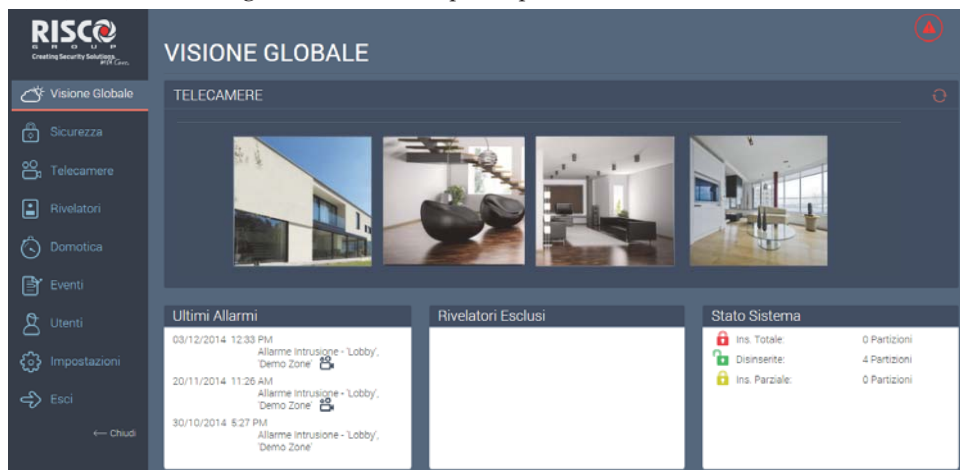 RISCO
GROUP
Creating Security Solutions
With Care.
VISIONE GLOBALE
Visione Globale
Sicurezza
Telecamere
Rivelatori
Domotica
Eventi
Utenti
Impostazioni
Esci
← Chiudi
TELECAMERE
Ultimi Allarmi
03/12/2014 12:33 PM
Allarme Intrusione - 'Lobby',
'Demo Zone'
20/11/2014 11:26 AM
Allarme Intrusione - 'Lobby',
'Demo Zone'
30/10/2014 5:27 PM
Allarme Intrusione - 'Lobby',
'Demo Zone'
Rivelatori Esclusi
Stato Sistema
Ins. Totale: 0 Partizioni
Disinserite: 4 Partizioni
Ins. Parziale: 0 Partizioni